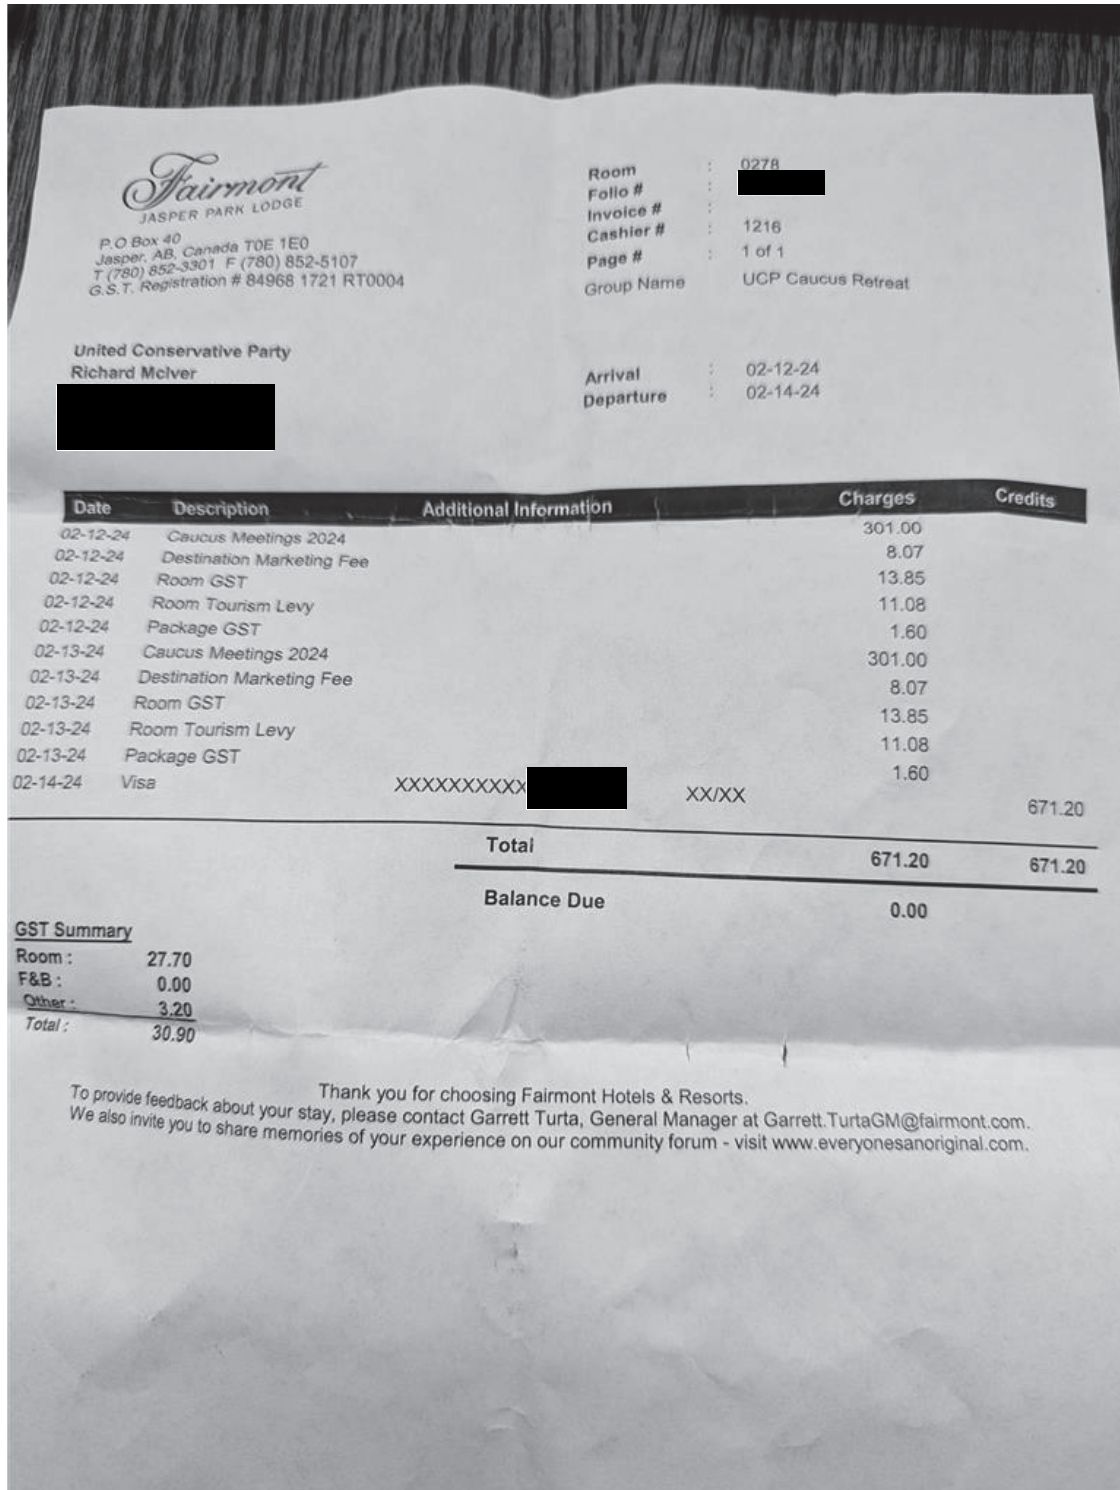 Fairmont
JASPER PARK LODGE
P.O Box 40
Jasper, AB, Canada T0E 1E0
T (780) 852-3301 F (780) 852-5107
G.S.T. Registration # 84968 1721 RT0004
Room : 0278
Folio # :
Invoice # :
Cashier # : 1216
Page # : 1 of 1
Group Name UCP Caucus Retreat
United Conservative Party
Richard McIver
Arrival : 02-12-24
Departure : 02-14-24
Date Description Additional Information Charges Credits
02-12-24 Caucus Meetings 2024 301.00
02-12-24 Destination Marketing Fee 8.07
02-12-24 Room GST 13.85
02-12-24 Room Tourism Levy 11.08
02-12-24 Package GST 1.60
02-13-24 Caucus Meetings 2024 301.00
02-13-24 Destination Marketing Fee 8.07
02-13-24 Room GST 13.85
02-13-24 Room Tourism Levy 11.08
02-13-24 Package GST 1.60
02-14-24 Visa XXXXXXXXXX XX/XX 671.20
Total 671.20 671.20
Balance Due 0.00
GST Summary
Room : 27.70
F&B : 0.00
Other : 3.20
Total : 30.90
Thank you for choosing Fairmont Hotels & Resorts.
To provide feedback about your stay, please contact Garrett Turta, General Manager at Garrett.TurtaGM@fairmont.com.
We also invite you to share memories of your experience on our community forum - visit www.everyonesanoriginal.com.